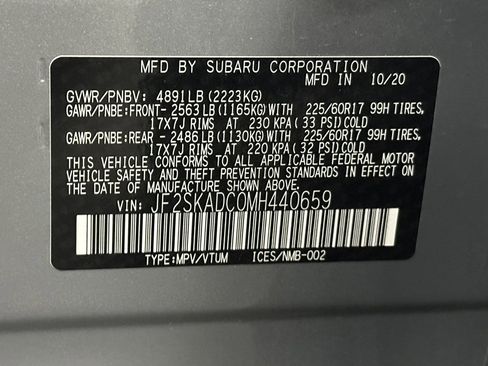 MFD BY SUBARU CORPORATION
IN 10/20
GVWR/PNBV: 4891LB (2223KG)
GAWR/PNBE:FRONT- 2563 LB (1165KG) WITH 225/60R17 99H TIRES,
17X7J RIMS AT 230 KPA (33 PSI) COLD
GAWR/PNBE:REAR - 2486 LB (1130KG) WITH 225/60R17 99H TIRES,
17X7J RIMS AT 220 KPA (32 PSI) COLD
THIS VEHICLE CONFORMS TO ALL APPLICABLE FEDERAL MOTOR
VEHICLE SAFETY AND THEFT PREVENTION STANDARDS
IN EFFECT ON THE DATE OF MANUFACTURE SHOWN ABOVE.
VIN: JF2SKADC0MH440659
TYPE:MPV/VTUM ICES/NMB-002